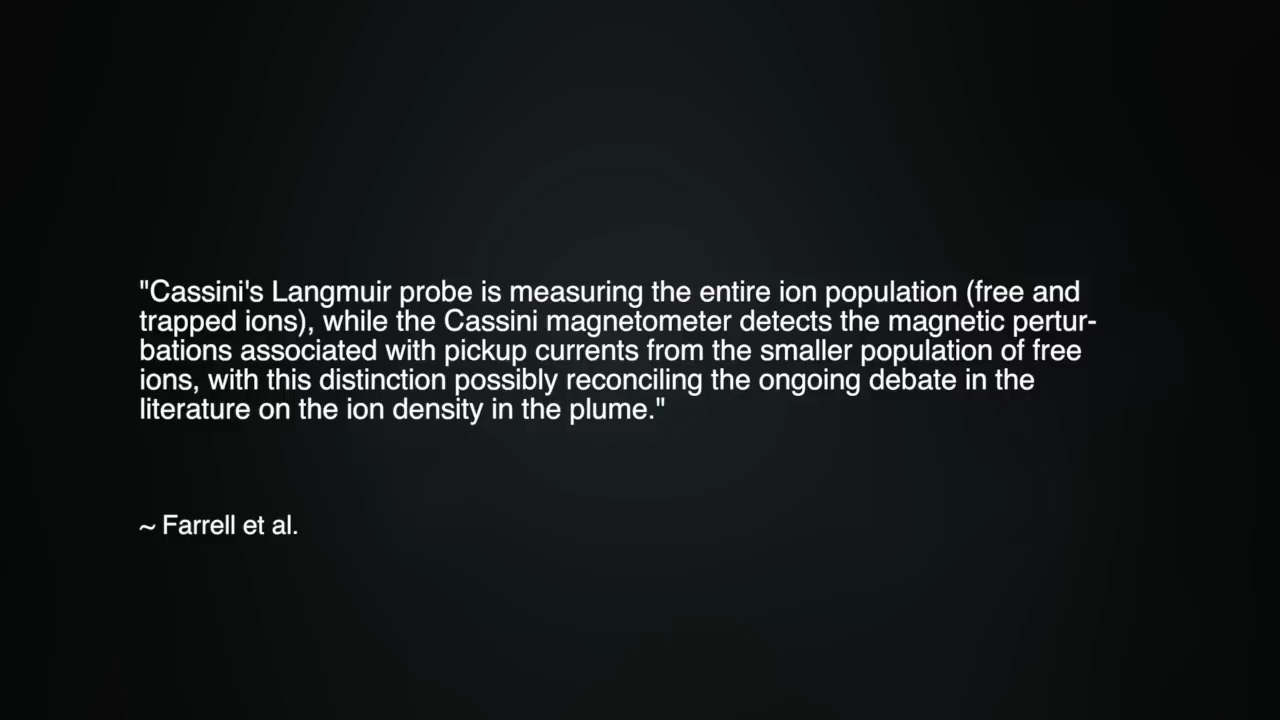 "Cassini's Langmuir probe is measuring the entire ion population (free and
trapped ions), while the Cassini magnetometer detects the magnetic pertur-
bations associated with pickup currents from the smaller population of free
ions, with this distinction possibly reconciling the ongoing debate in the
literature on the ion density in the plume."
~ Farrell et al.